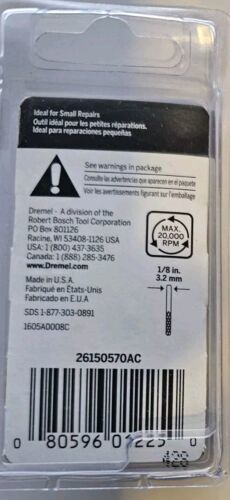 Ideal for Small Repairs
Outil idéal pour les petites réparations.
Ideal para reparaciones pequeñas
See warnings in package
Consulte las advertencias que aparecen en el paquete
Voir les avertissements figurant sur l'emballage
Dremel - A division of the
Robert Bosch Tool Corporation
PO Box 801126
Racine, WI 53408-1126 USA
USA: 1 (800) 437-3635
Canada: 1 (888) 285-3476
www.Dremel.com
MAX.
20,000
RPM
1/8 in.
3.2 mm
Made in U.S.A.
Fabriqué en États-Unis
Fabricado en E.U.A
SDS 1-877-303-0891
1605A0008C
26150570AC
0 80596 0 0